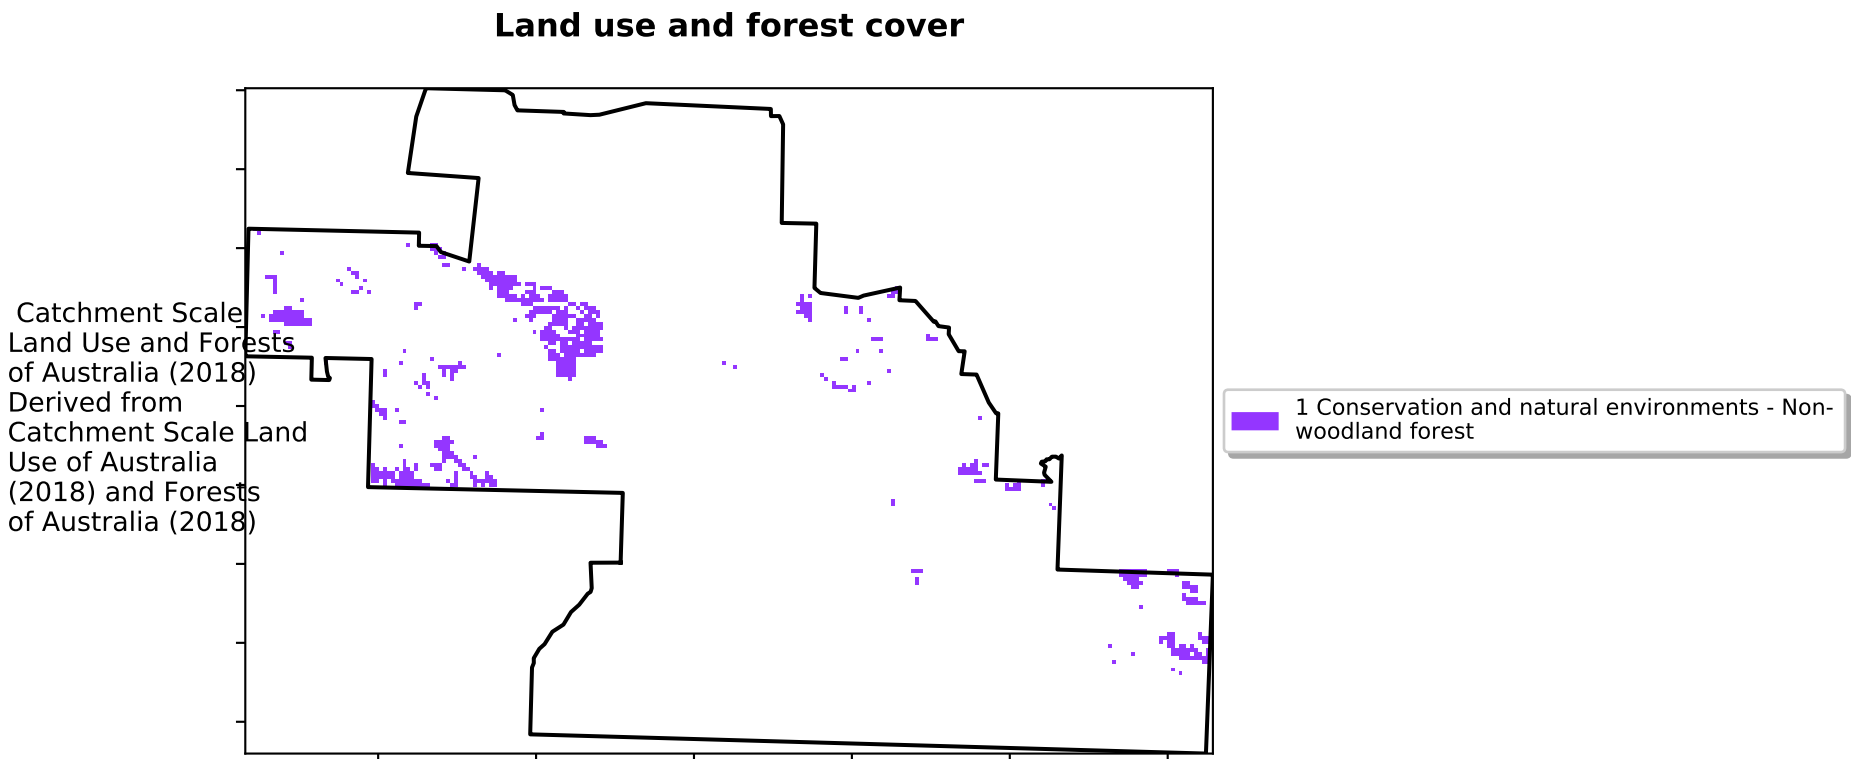 Land use and forest cover
Catchment Scale
Land Use and Forests
of Australia (2018)
Derived from
Catchment Scale Land
Use of Australia
(2018) and Forests
of Australia (2018)
1 Conservation and natural environments - Non-
woodland forest